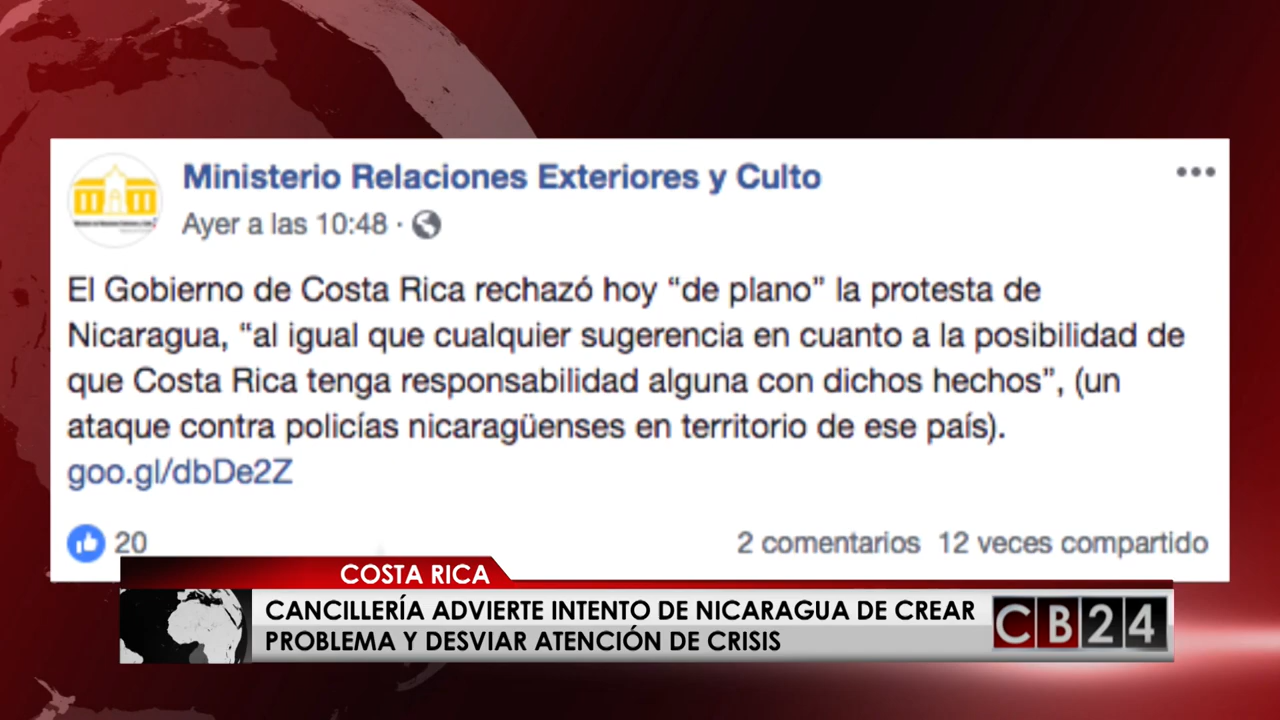 Ministerio Relaciones Exteriores y Culto
Ayer a las 10:48 ·
El Gobierno de Costa Rica rechazó hoy “de plano” la protesta de
Nicaragua, “al igual que cualquier sugerencia en cuanto a la posibilidad de
que Costa Rica tenga responsabilidad alguna con dichos hechos”, (un
ataque contra policías nicaragüenses en territorio de ese país).
goo.gl/dbDe2Z
20
2 comentarios 12 veces compartido
COSTA RICA
CANCILLERÍA ADVIERTE INTENTO DE NICARAGUA DE CREAR
PROBLEMA Y DESVIAR ATENCIÓN DE CRISIS
CB24